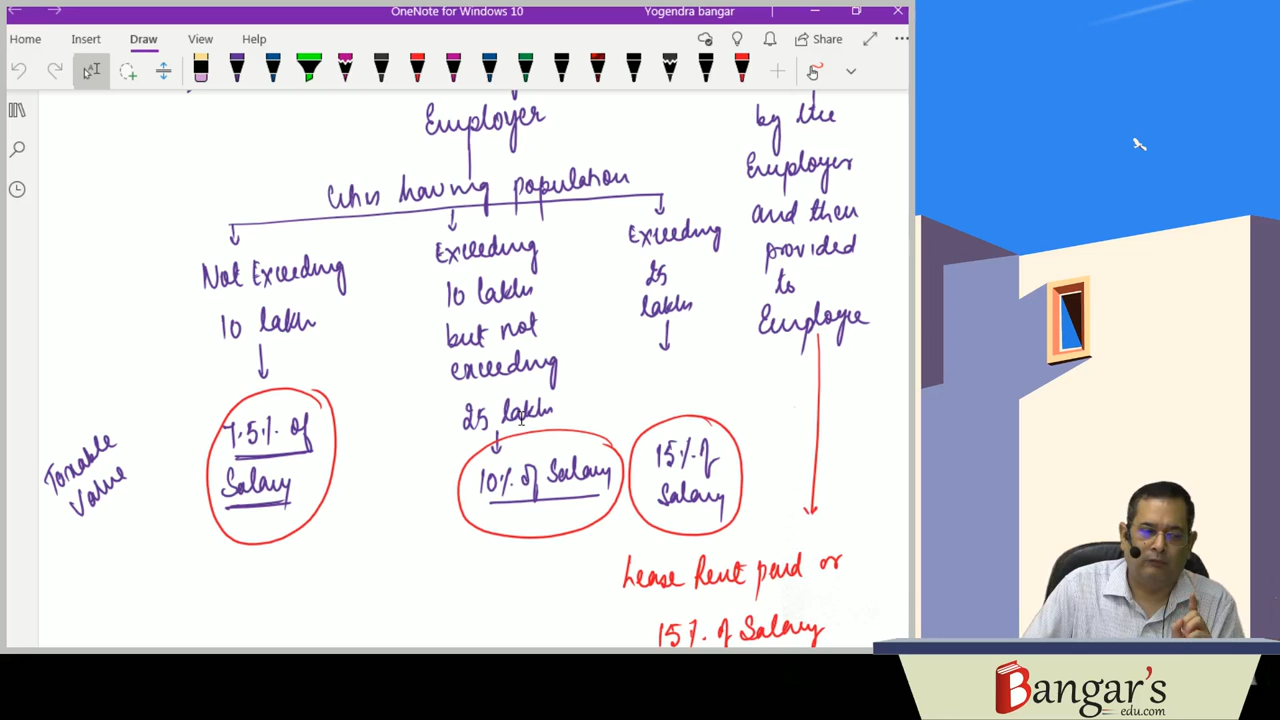 OneNote for Windows 10
Yogendra bangar
Home Insert Draw View Help
Share
Employer
by the
Employer
and then
provided
to
Employee
Cities having population
Not Exceeding
10 lakh
Exceeding
10 lakh
but not
exceeding
25 lakh
Exceeding
25
lakh
Taxable
Value
7.5% of
Salary
10% of Salary
15% of
Salary
Lease Rent paid or
15% of Salary
Bangar's
edu.com